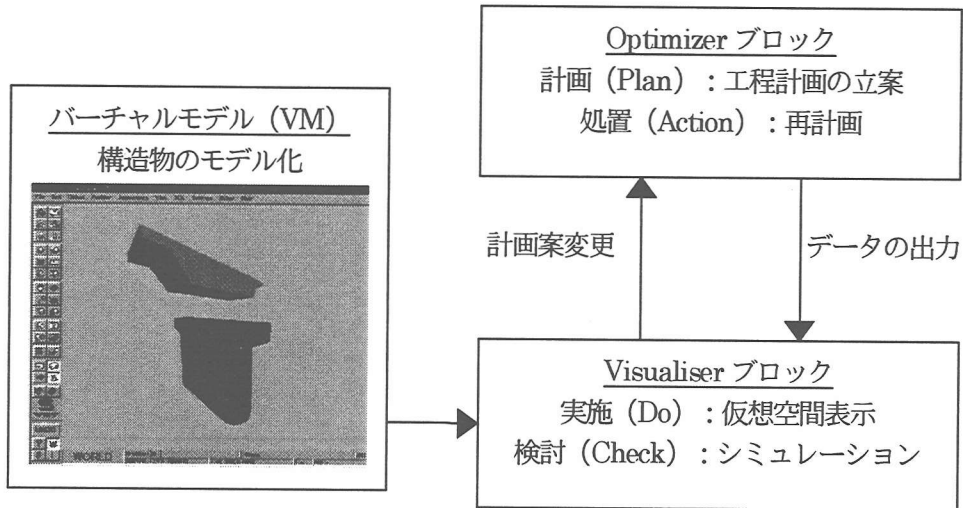 Optimizer ブロック
計画（Plan）：工程計画の立案
処置（Action）：再計画
バーチャルモデル（VM）
構造物のモデル化
計画案変更
データの出力
Visualiser ブロック
実施（Do）：仮想空間表示
検討（Check）：シミュレーション
WORLD